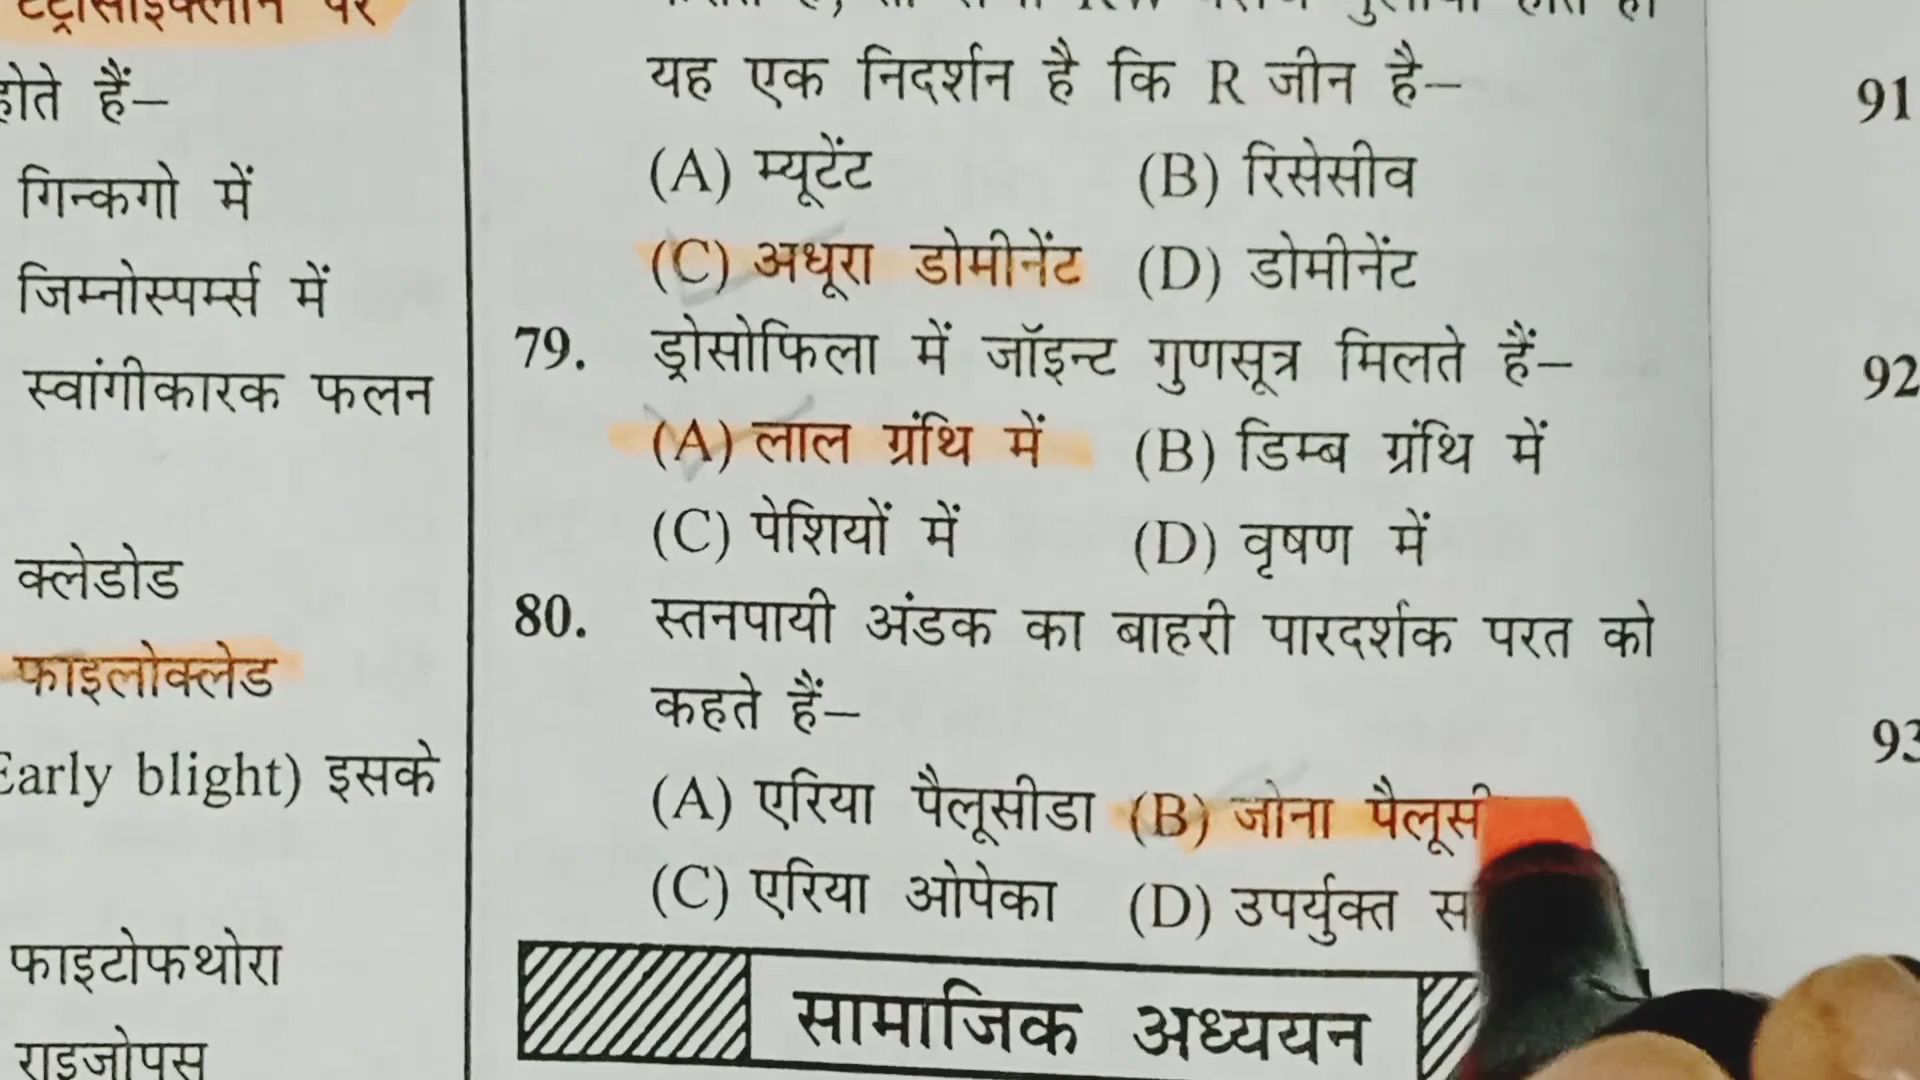 टेट्रासाइक्लीन पर
होते हैं–
गिन्कगो में
जिम्नोस्पर्म्स में
स्वांगीकारक फलन
क्लेडोड
फाइलोक्लेड
Early blight) इसके
फाइटोफथोरा
राइजोपस
यह एक निदर्शन है कि R जीन है–
(A) म्यूटेंट (B) रिसेसीव
(C) अधूरा डोमीनेंट (D) डोमीनेंट
79. ड्रोसोफिला में जॉइन्ट गुणसूत्र मिलते हैं–
(A) लाल ग्रंथि में (B) डिम्ब ग्रंथि में
(C) पेशियों में (D) वृषण में
80. स्तनपायी अंडक का बाहरी पारदर्शक परत को
कहते हैं–
(A) एरिया पैलूसीडा (B) जोना पैलूसी
(C) एरिया ओपेका (D) उपर्युक्त स
सामाजिक अध्ययन
91
92
93